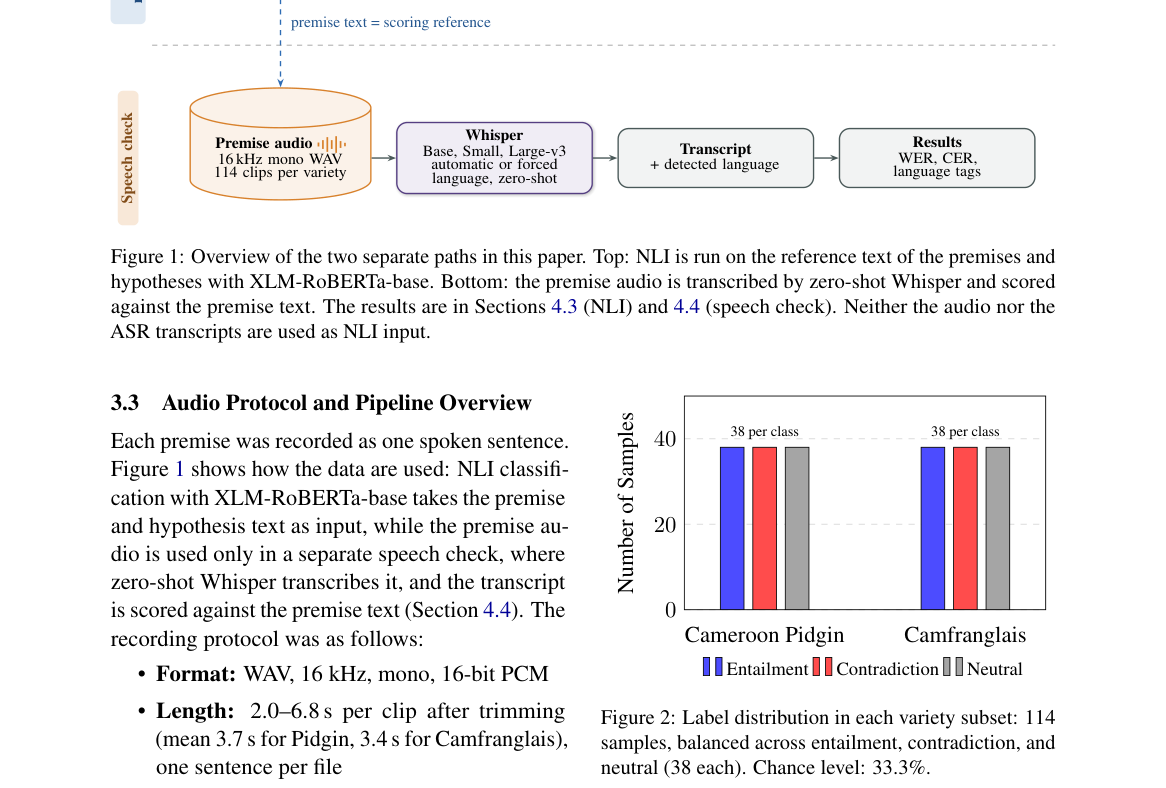 premise text = scoring reference
Speech check
Premise audio
16 kHz mono WAV
114 clips per variety
Whisper
Base, Small, Large-v3
automatic or forced
language, zero-shot
Transcript
+ detected language
Results
WER, CER,
language tags
Figure 1: Overview of the two separate paths in this paper. Top: NLI is run on the reference text of the premises and
hypotheses with XLM-RoBERTa-base. Bottom: the premise audio is transcribed by zero-shot Whisper and scored
against the premise text. The results are in Sections 4.3 (NLI) and 4.4 (speech check). Neither the audio nor the
ASR transcripts are used as NLI input.
3.3 Audio Protocol and Pipeline Overview
Each premise was recorded as one spoken sentence.
Figure 1 shows how the data are used: NLI classifi-
cation with XLM-RoBERTa-base takes the premise
and hypothesis text as input, while the premise au-
dio is used only in a separate speech check, where
zero-shot Whisper transcribes it, and the transcript
is scored against the premise text (Section 4.4). The
recording protocol was as follows:
• Format: WAV, 16 kHz, mono, 16-bit PCM
• Length: 2.0–6.8 s per clip after trimming
(mean 3.7 s for Pidgin, 3.4 s for Camfranglais),
one sentence per file
Number of Samples
40
20
0
38 per class
38 per class
Cameroon Pidgin
Camfranglais
Entailment
Contradiction
Neutral
Figure 2: Label distribution in each variety subset: 114
samples, balanced across entailment, contradiction, and
neutral (38 each). Chance level: 33.3%.